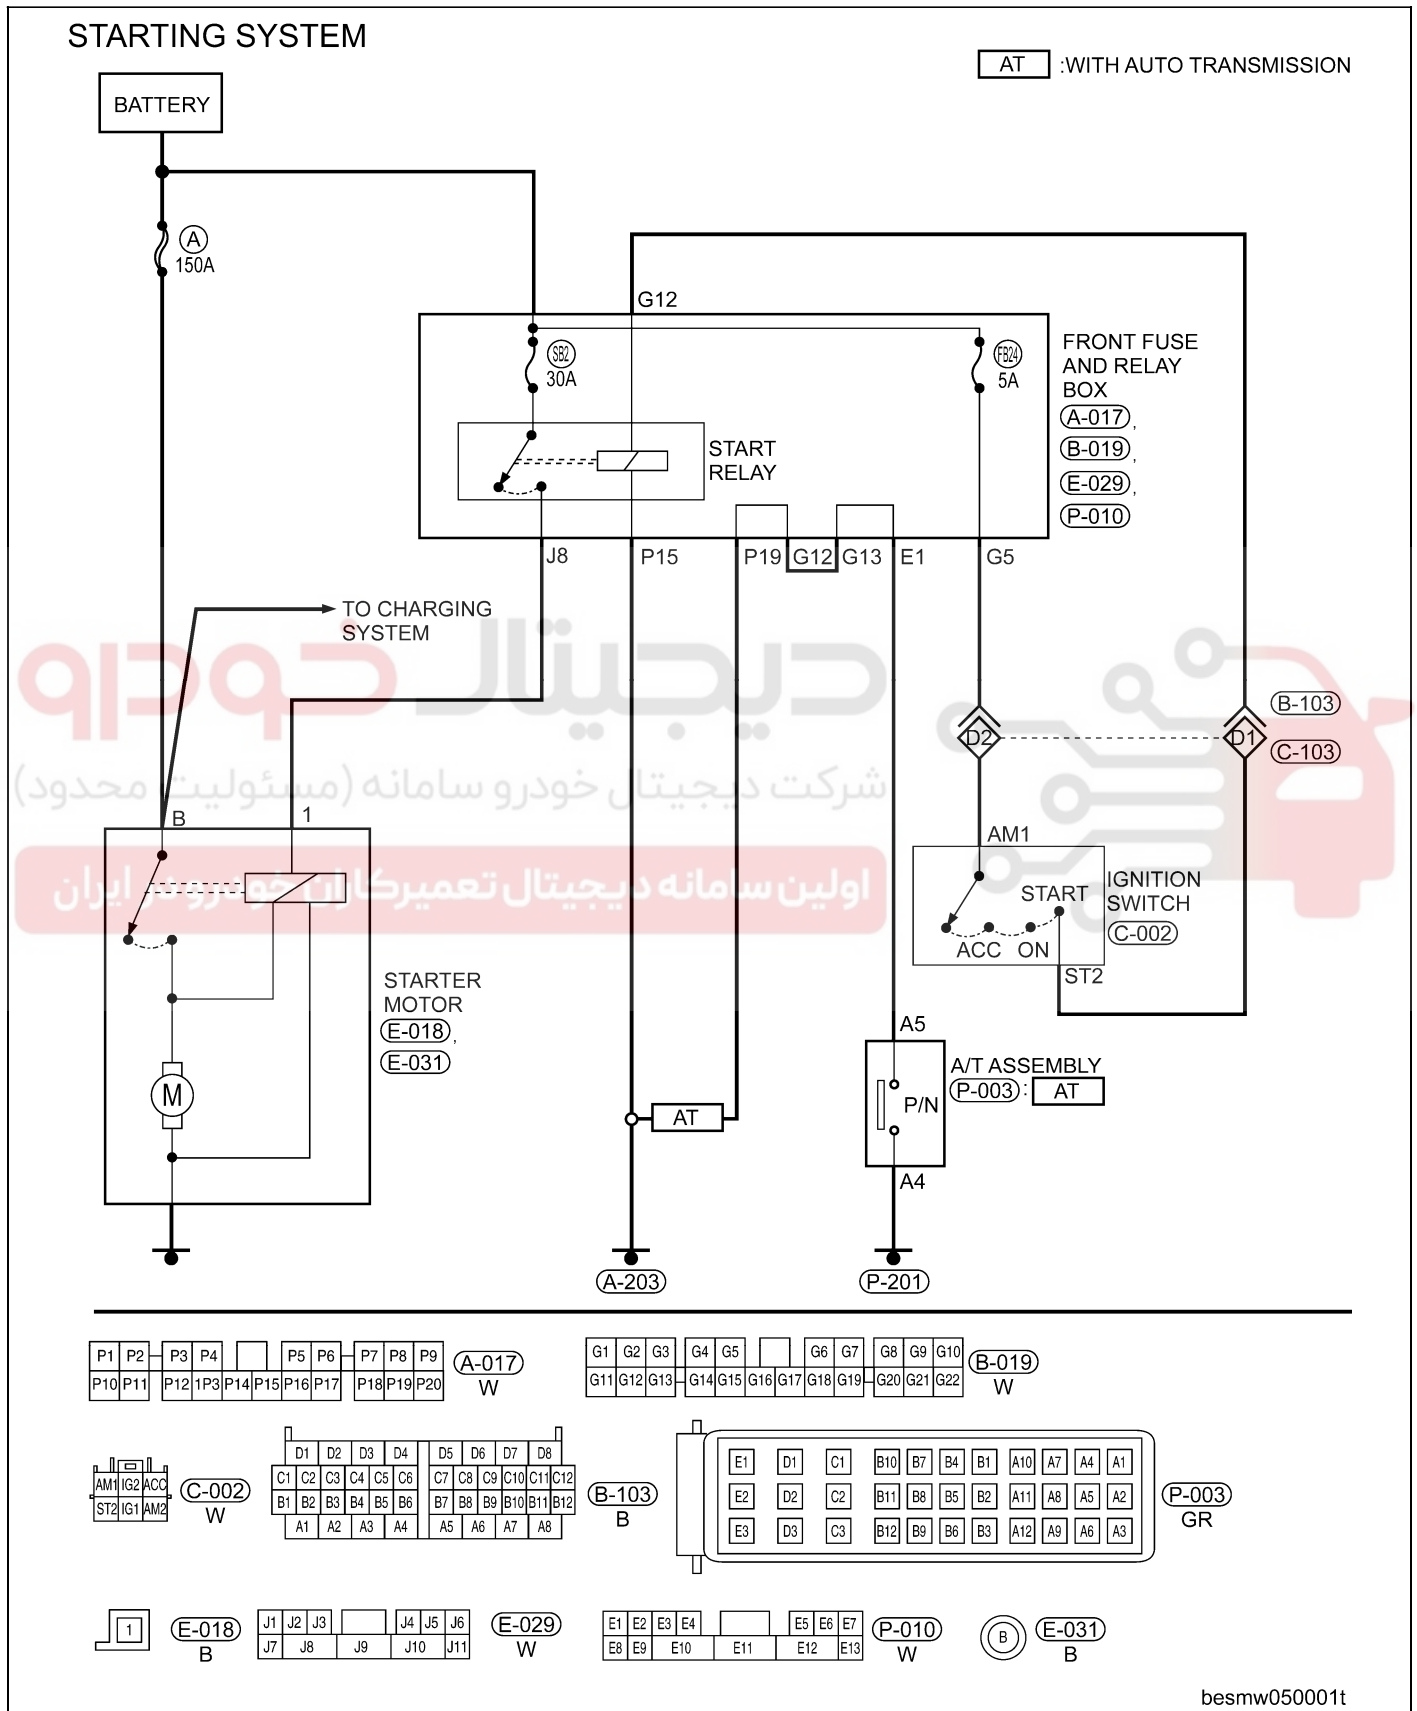 STARTING SYSTEM
AT :WITH AUTO TRANSMISSION
BATTERY
A
150A
G12
SB2
30A
FB24
5A
FRONT FUSE
AND RELAY
BOX
A-017,
B-019,
E-029,
P-010
START
RELAY
J8 P15 P19 G12 G13 E1 G5
TO CHARGING
SYSTEM
دیجیتال خودرو
شرکت دیجیتال خودرو سامانه (مسئولیت محدود)
اولین سامانه دیجیتال تعمیرکاران خودرو در ایران
D2 D1
B-103
C-103
B 1
AM1
START
ACC ON
IGNITION
SWITCH
C-002
ST2
STARTER
MOTOR
E-018,
E-031
M
A5
P/N
A4
A/T ASSEMBLY
P-003: AT
AT
A-203
P-201
P1 P2 P3 P4 P5 P6 P7 P8 P9
P10 P11 P12 1P3 P14 P15 P16 P17 P18 P19 P20
A-017
W
G1 G2 G3 G4 G5 G6 G7 G8 G9 G10
G11 G12 G13 G14 G15 G16 G17 G18 G19 G20 G21 G22
B-019
W
AM1 IG2 ACC
ST2 IG1 AM2
C-002
W
D1 D2 D3 D4 D5 D6 D7 D8
C1 C2 C3 C4 C5 C6 C7 C8 C9 C10 C11 C12
B1 B2 B3 B4 B5 B6 B7 B8 B9 B10 B11 B12
A1 A2 A3 A4 A5 A6 A7 A8
B-103
B
E1 D1 C1 B10 B7 B4 B1 A10 A7 A4 A1
E2 D2 C2 B11 B8 B5 B2 A11 A8 A5 A2
E3 D3 C3 B12 B9 B6 B3 A12 A9 A6 A3
P-003
GR
1
E-018
B
J1 J2 J3 J4 J5 J6
J7 J8 J9 J10 J11
E-029
W
E1 E2 E3 E4 E5 E6 E7
E8 E9 E10 E11 E12 E13
P-010
W
B
E-031
B
besmw050001t